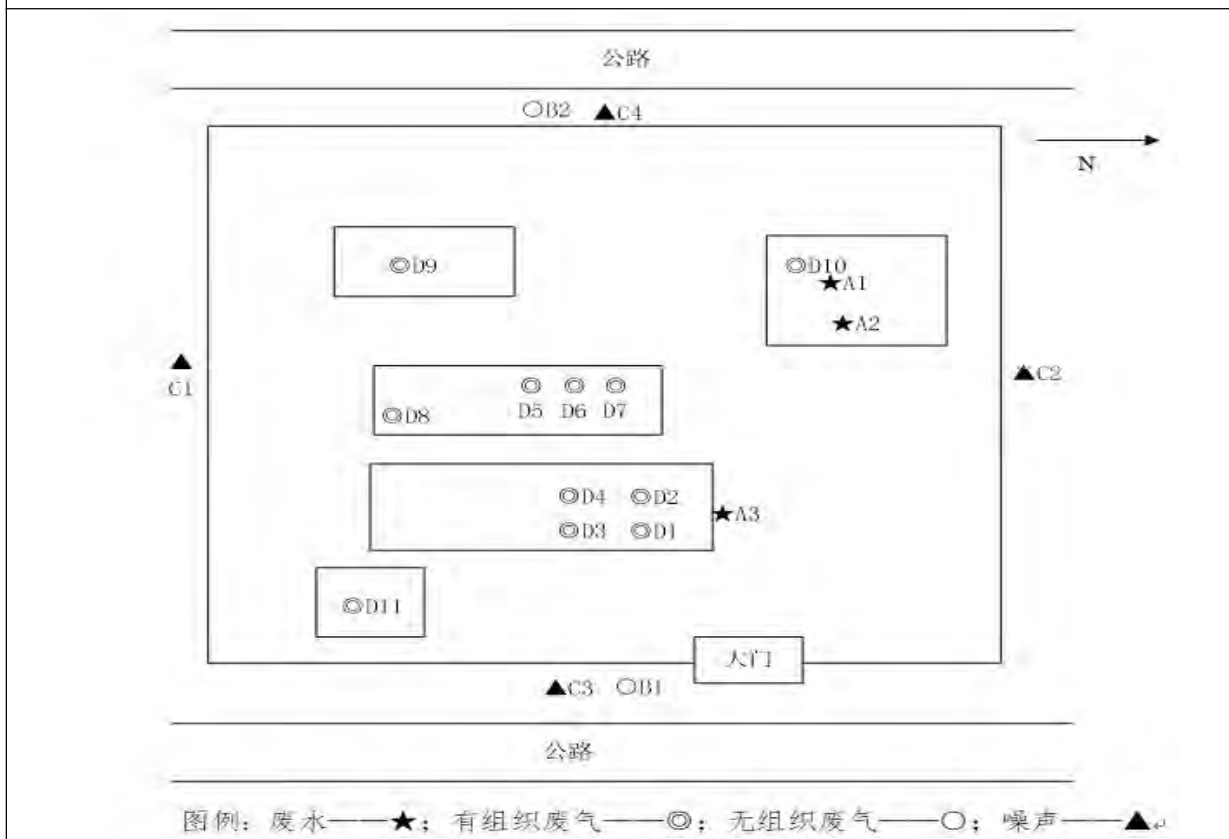 公路
○B2 ▲C4
N
◎D9
◎D10
★A1
★A2
▲
C1
▲C2
◎ ◎ ◎
D5 D6 D7
◎D8
◎D4 ◎D2
★A3
◎D3 ◎D1
◎D11
大门
▲C3 ○B1
公路
图例：废水——★；有组织废气——◎；无组织废气——○；噪声——▲